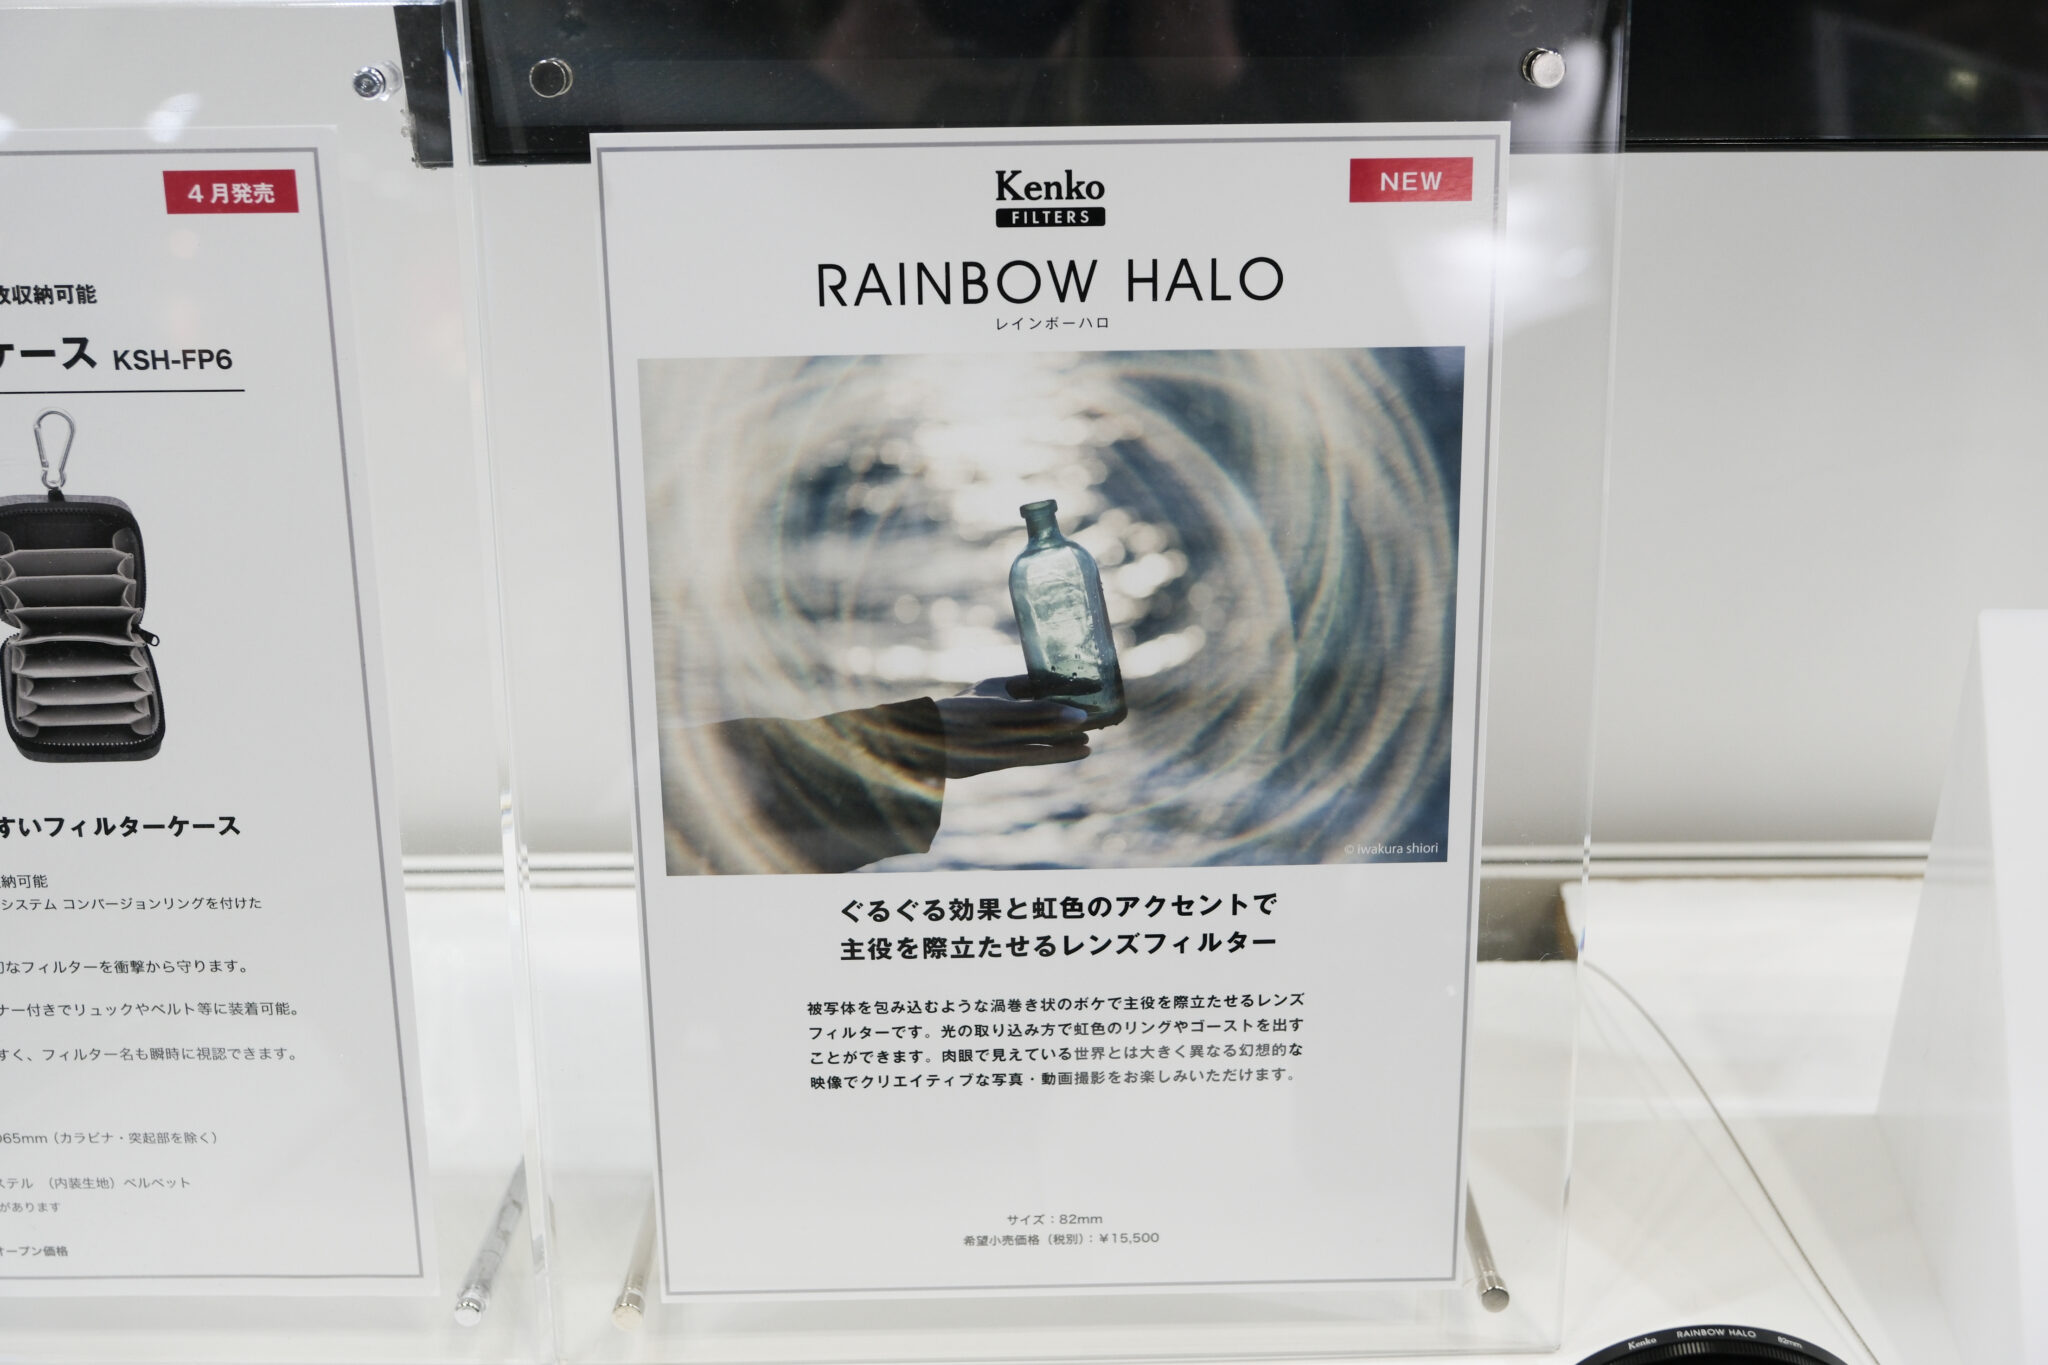 4月発売
収納可能
ケース KSH-FP6
すいフィルターケース
納可能
システム コンバージョンリングを付けた
なフィルターを衝撃から守ります。
ナー付きでリュックやベルト等に装着可能。
すく、フィルター名も瞬時に視認できます。
065mm（カラビナ・突起部を除く）
ステル （内装生地）ベルベット
があります
オープン価格
NEW
Kenko
FILTERS
RAINBOW HALO
レインボーハロ
© iwakura shiori
ぐるぐる効果と虹色のアクセントで
主役を際立たせるレンズフィルター
被写体を包み込むような渦巻き状のボケで主役を際立たせるレンズ
フィルターです。光の取り込み方で虹色のリングやゴーストを出す
ことができます。肉眼で見えている世界とは大きく異なる幻想的な
映像でクリエイティブな写真・動画撮影をお楽しみいただけます。
サイズ：82mm
希望小売価格（税別）：￥15,500
Kenko RAINBOW HALO 82mm